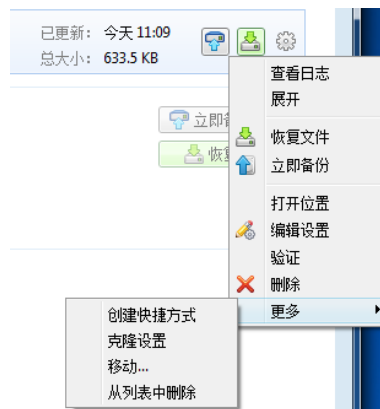 已更新： 今天 11:09
总大小： 633.5 KB
查看日志
展开
立即
恢
恢复文件
立即备份
打开位置
编辑设置
验证
删除
更多
创建快捷方式
克隆设置
移动...
从列表中删除